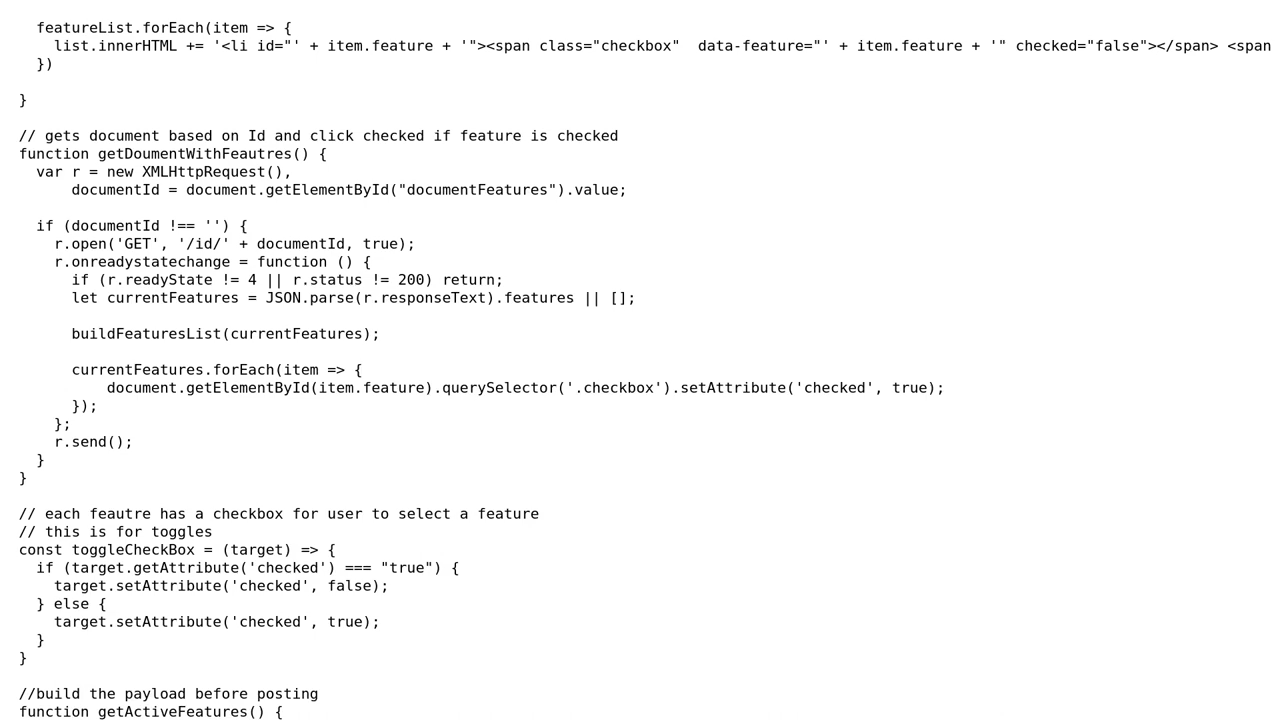 featureList.forEach(item => {
    list.innerHTML += '<li id="' + item.feature + '"><span class="checkbox"  data-feature="' + item.feature + '" checked="false"></span> <span
  })

}

// gets document based on Id and click checked if feature is checked
function getDoumentWithFeautres() {
  var r = new XMLHttpRequest(),
      documentId = document.getElementById("documentFeatures").value;

  if (documentId !== '') {
    r.open('GET', '/id/' + documentId, true);
    r.onreadystatechange = function () {
      if (r.readyState != 4 || r.status != 200) return;
      let currentFeatures = JSON.parse(r.responseText).features || [];

      buildFeaturesList(currentFeatures);

      currentFeatures.forEach(item => {
          document.getElementById(item.feature).querySelector('.checkbox').setAttribute('checked', true);
      });
    };
    r.send();
  }
}

// each feautre has a checkbox for user to select a feature
// this is for toggles
const toggleCheckBox = (target) => {
  if (target.getAttribute('checked') === "true") {
    target.setAttribute('checked', false);
  } else {
    target.setAttribute('checked', true);
  }
}

//build the payload before posting
function getActiveFeatures() {